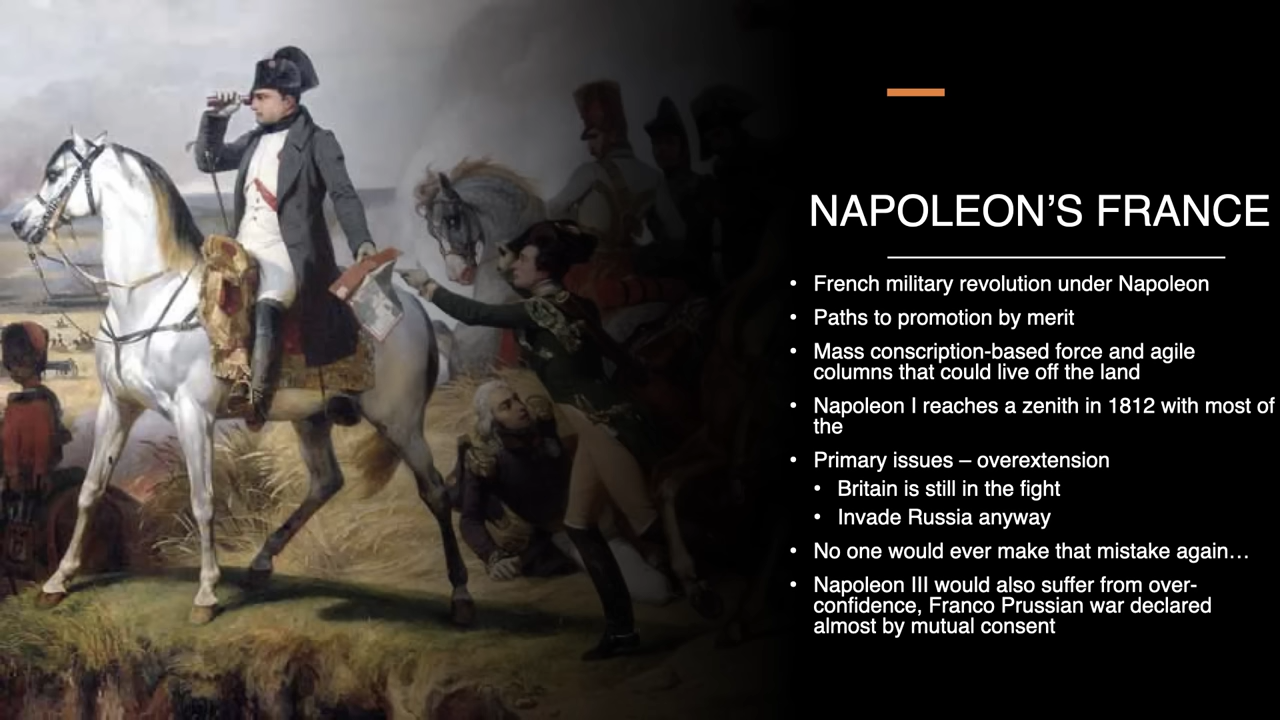 NAPOLEON’S FRANCE
• French military revolution under Napoleon
• Paths to promotion by merit
• Mass conscription-based force and agile
columns that could live off the land
• Napoleon I reaches a zenith in 1812 with most of
the
• Primary issues – overextension
• Britain is still in the fight
• Invade Russia anyway
• No one would ever make that mistake again…
• Napoleon III would also suffer from over-
confidence, Franco Prussian war declared
almost by mutual consent